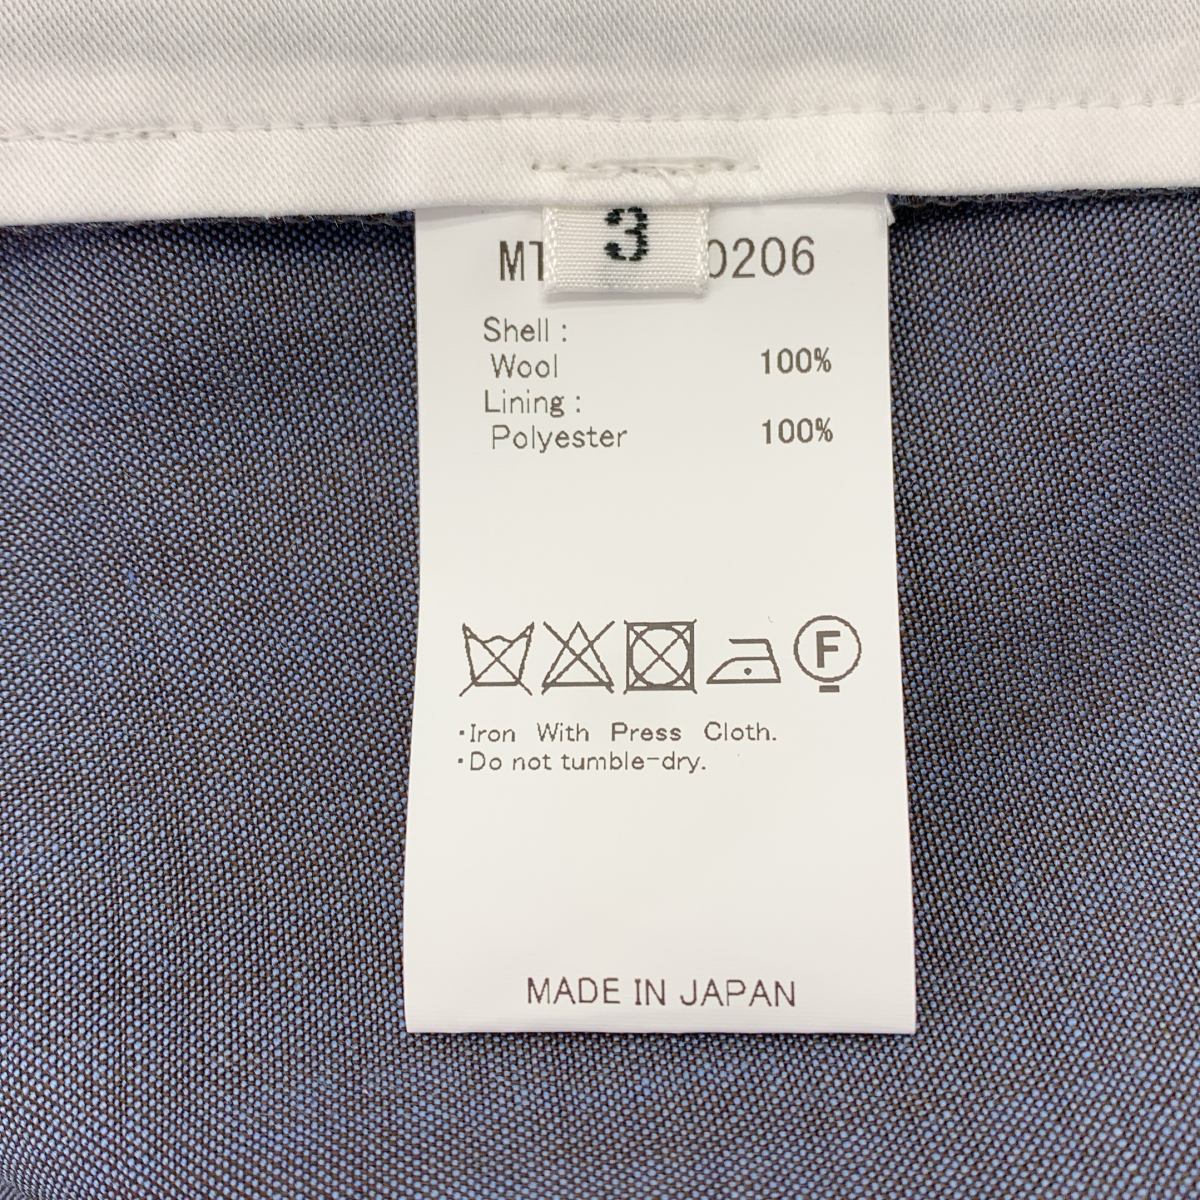 3
0206
Shell :
Wool 100%
Lining :
Polyester 100%
F
・Iron With Press Cloth.
・Do not tumble-dry.
MADE IN JAPAN